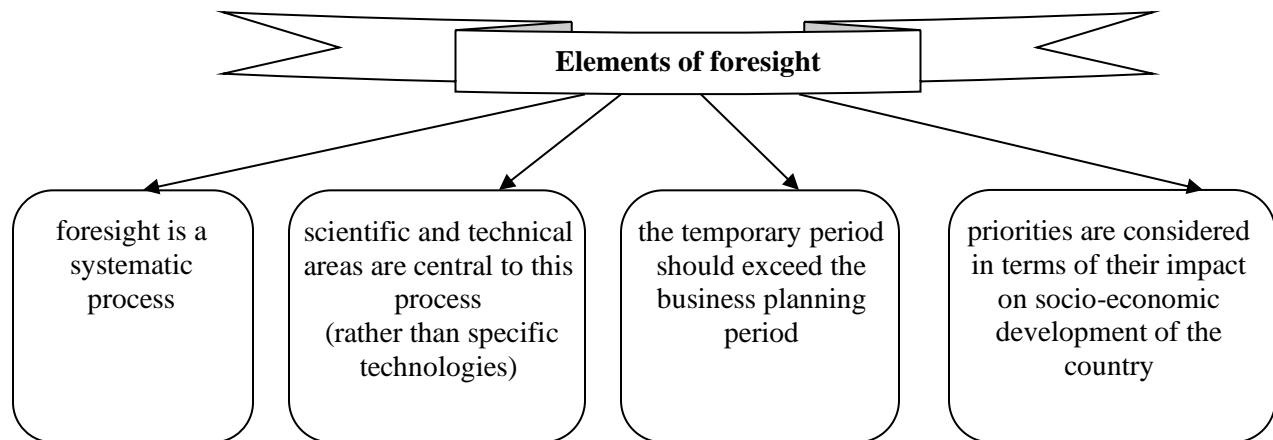 Elements of foresight
foresight is a
systematic
process
scientific and technical
areas are central to this
process
(rather than specific
technologies)
the temporary period
should exceed the
business planning
period
priorities are considered
in terms of their impact
on socio-economic
development of the
country